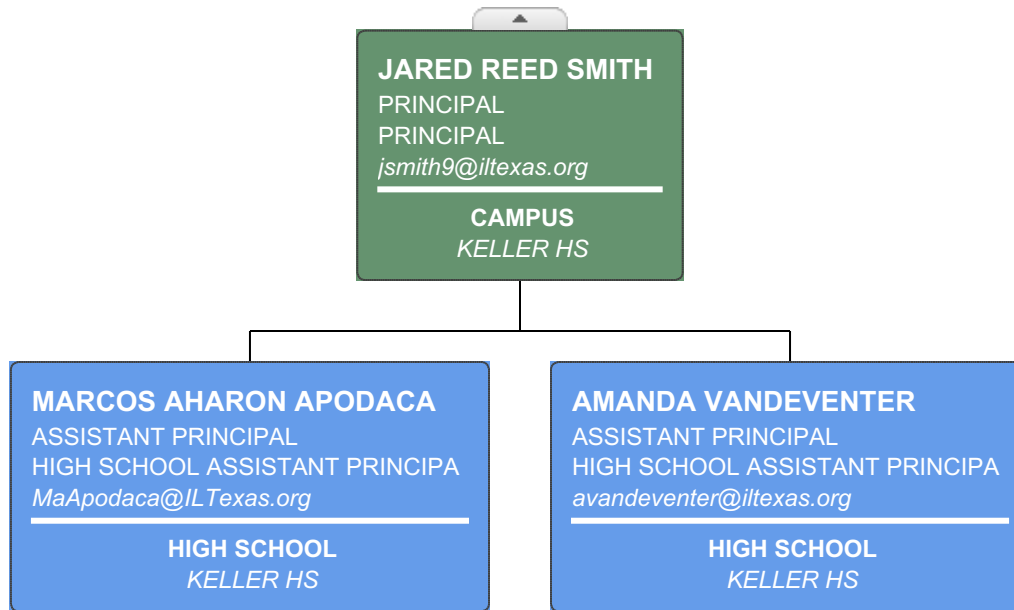 JARED REED SMITH
PRINCIPAL
PRINCIPAL
jsmith9@iltexas.org
CAMPUS
KELLER HS
MARCOS AHARON APODACA
ASSISTANT PRINCIPAL
HIGH SCHOOL ASSISTANT PRINCIPA
MaApodaca@ILTexas.org
HIGH SCHOOL
KELLER HS
AMANDA VANDEVENTER
ASSISTANT PRINCIPAL
HIGH SCHOOL ASSISTANT PRINCIPA
avandeventer@iltexas.org
HIGH SCHOOL
KELLER HS